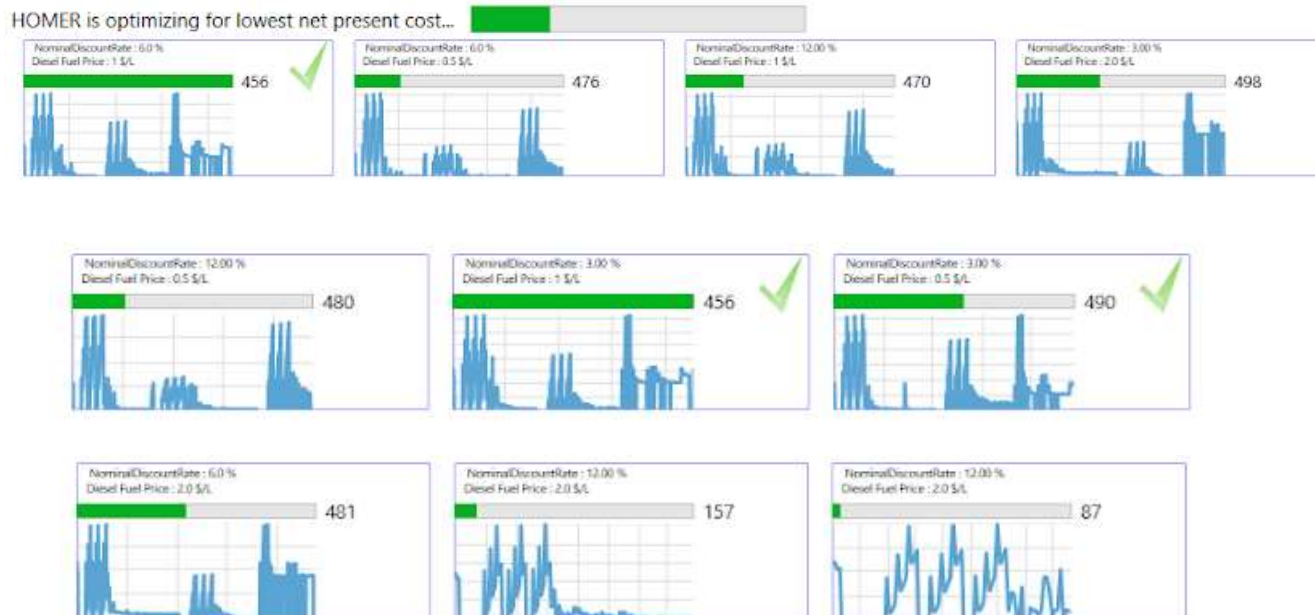 HOMER is optimizing for lowest net present cost...
NominalDiscountRate : 6.0 %
Diesel Fuel Price : 1 $/L
456
NominalDiscountRate : 6.0 %
Diesel Fuel Price : 0.5 $/L
476
NominalDiscountRate : 12.00 %
Diesel Fuel Price : 1 $/L
470
NominalDiscountRate : 3.00 %
Diesel Fuel Price : 2.0 $/L
498
NominalDiscountRate : 12.00 %
Diesel Fuel Price : 0.5 $/L
480
NominalDiscountRate : 3.00 %
Diesel Fuel Price : 1 $/L
456
NominalDiscountRate : 3.00 %
Diesel Fuel Price : 0.5 $/L
490
NominalDiscountRate : 6.0 %
Diesel Fuel Price : 2.0 $/L
481
NominalDiscountRate : 12.00 %
Diesel Fuel Price : 2.0 $/L
157
NominalDiscountRate : 12.00 %
Diesel Fuel Price : 2.0 $/L
87